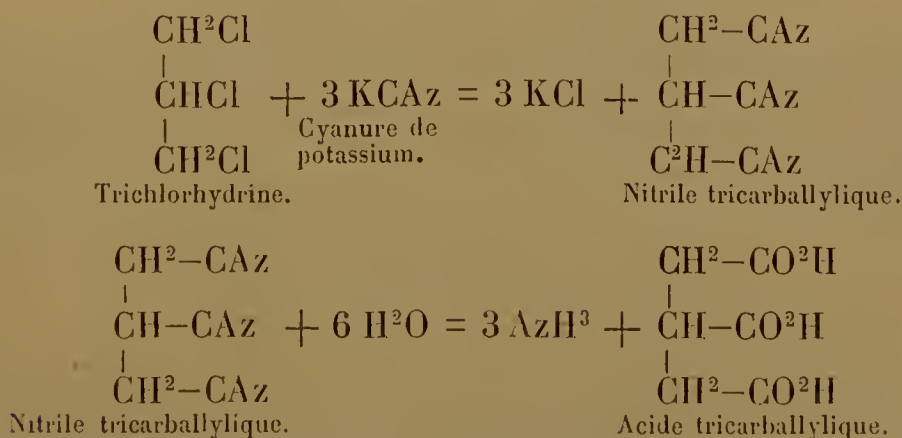 CH²Cl CH²–CAz
| |
CHCl + 3 KCAz = 3 KCl + CH–CAz
Cyanure de
| potassium. |
CH²Cl C²H–CAz
Trichlorhydrine. Nitrile tricarballylique.
CH²–CAz CH²–CO²H
| |
CH–CAz + 6 H²O = 3 AzH³ + CH–CO²H
| |
CH²–CAz CH²–CO²H
Nitrile tricarballylique. Acide tricarballylique.